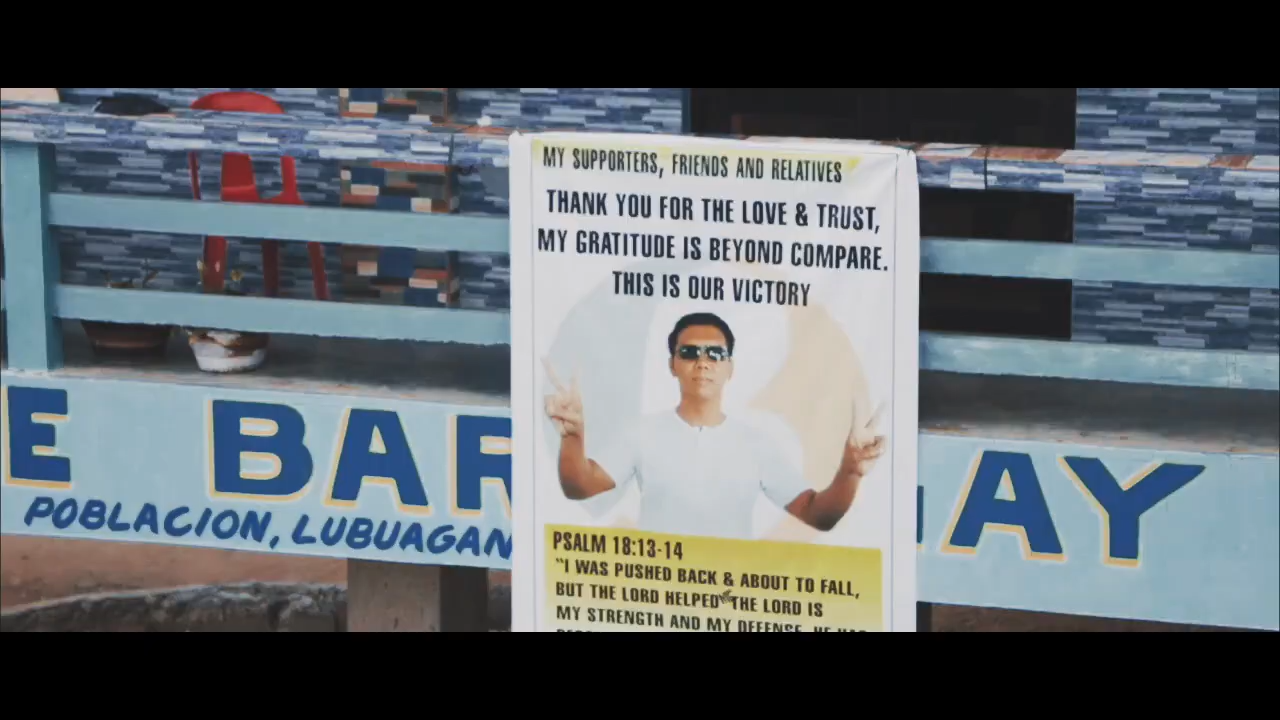 MY SUPPORTERS, FRIENDS AND RELATIVES
THANK YOU FOR THE LOVE & TRUST,
MY GRATITUDE IS BEYOND COMPARE.
THIS IS OUR VICTORY
PSALM 18:13-14
"I WAS PUSHED BACK & ABOUT TO FALL,
BUT THE LORD HELPED "THE LORD IS
MY STRENGTH AND MY DEFENSE, HE HAS
E BAR AY
POBLACION, LUBUAGAN